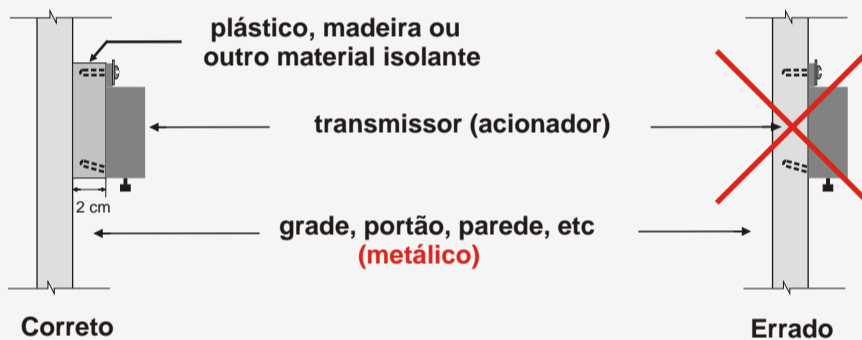 plástico, madeira ou
outro material isolante
transmissor (acionador)
2 cm
grade, portão, parede, etc
(metálico)
Correto
Errado